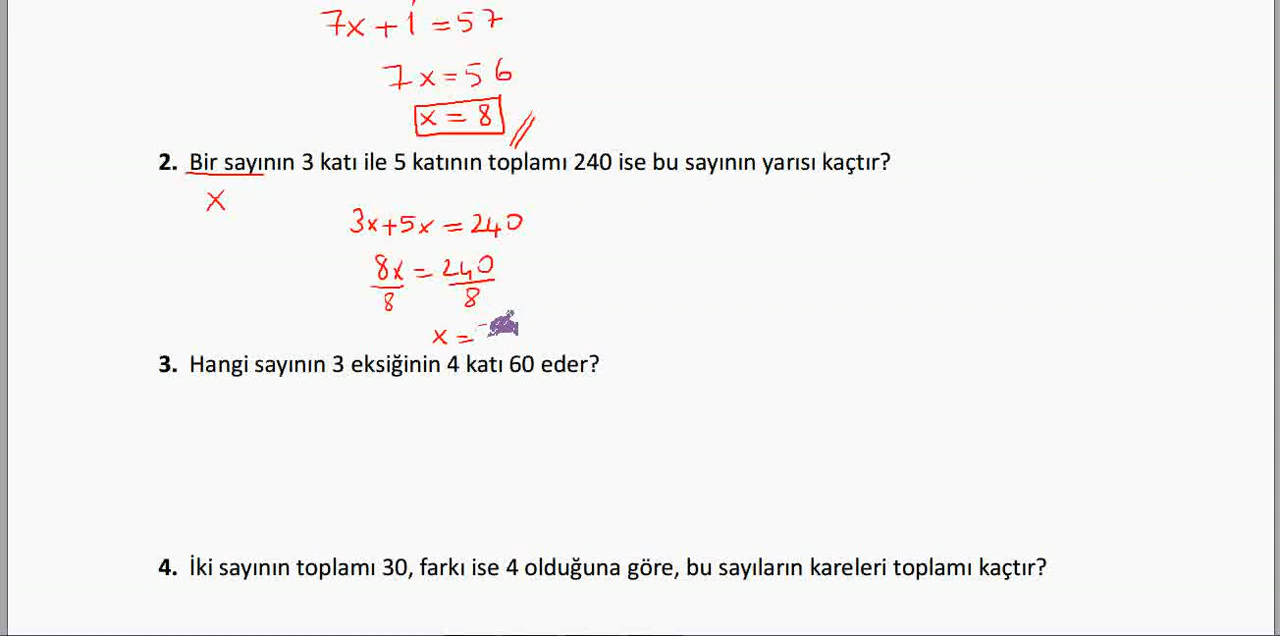 7x + 1 = 57
7x = 56
x = 8
2. Bir sayının 3 katı ile 5 katının toplamı 240 ise bu sayının yarısı kaçtır?
x
3x+5x = 240
8x/8 = 240/8
x =
3. Hangi sayının 3 eksiğinin 4 katı 60 eder?
4. İki sayının toplamı 30, farkı ise 4 olduğuna göre, bu sayıların kareleri toplamı kaçtır?